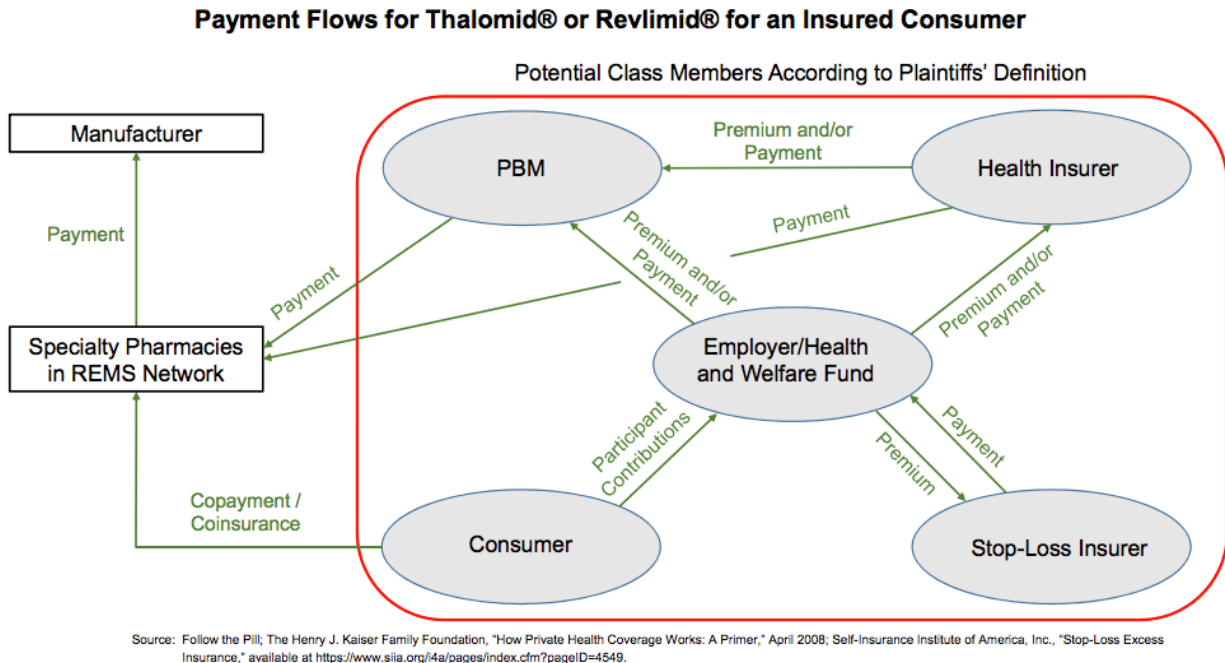 Payment Flows for Thalomid® or Revlimid® for an Insured Consumer
Potential Class Members According to Plaintiffs' Definition
Manufacturer
PBM
Premium and/or
Payment
Health Insurer
Payment
Payment
Premium and/or
Payment
Payment
Premium and/or
Payment
Specialty Pharmacies
in REMS Network
Employer/Health
and Welfare Fund
Participant
Contributions
Premium
Payment
Copayment /
Coinsurance
Consumer
Stop-Loss Insurer
Source: Follow the Pill; The Henry J. Kaiser Family Foundation, "How Private Health Coverage Works: A Primer," April 2008; Self-Insurance Institute of America, Inc., "Stop-Loss Excess
Insurance," available at https://www.siia.org/i4a/pages/index.cfm?pageID=4549.